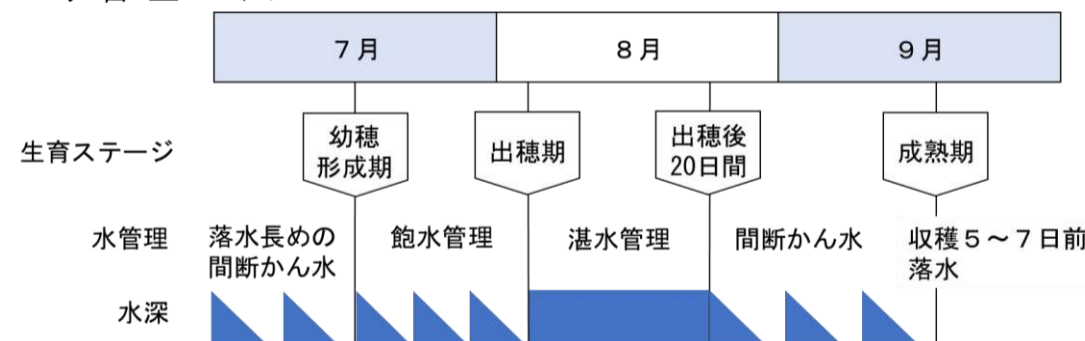 7月
8月
9月
生育ステージ
幼穂
形成期
出穂期
出穂後
20日間
成熟期
水管理
落水長めの
間断かん水
飽水管理
湛水管理
間断かん水
収穫5~7日前
落水
水深